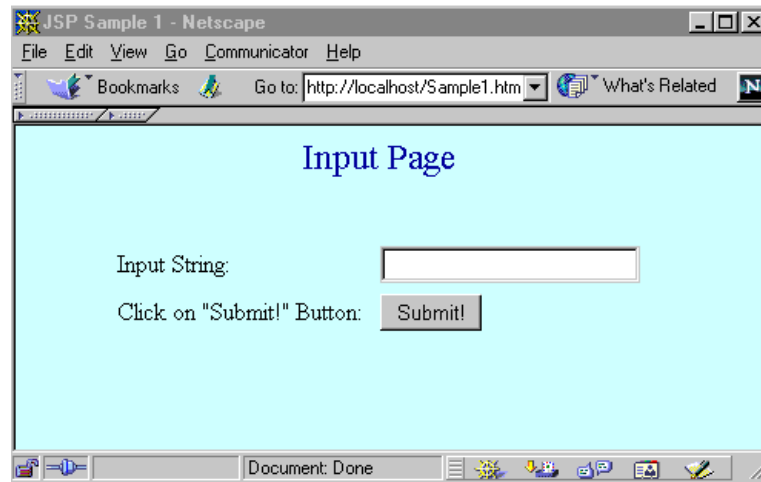 JSP Sample 1 - Netscape
File Edit View Go Communicator Help
Bookmarks Go to: http://localhost/Sample1.htm What's Related N
Input Page
Input String:
Click on "Submit!" Button: Submit!
Document: Done